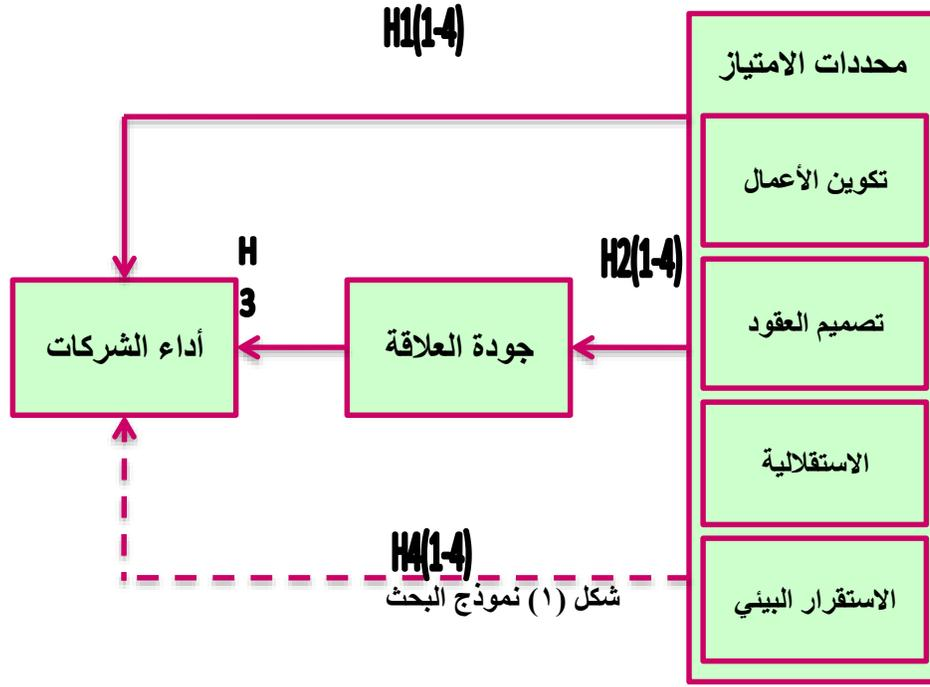 H1(1-4)
محددات الامتياز
تكوين الأعمال
H
3
H2(1-4)
تصميم العقود
جودة العلاقة
أداء الشركات
الاستقلالية
H4(1-4)
الاستقرار البيئي
شكل (١) نموذج البحث